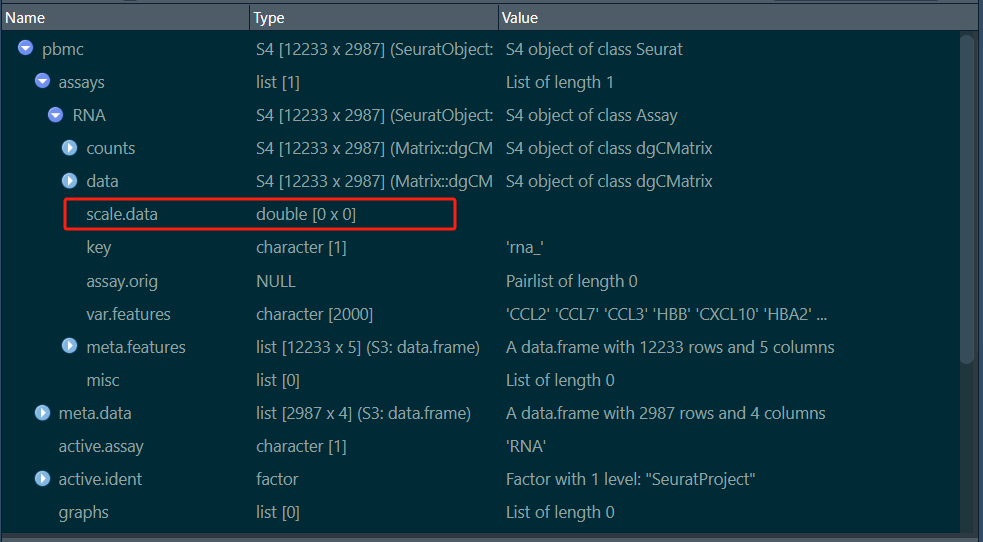 Name Type Value
pbmc S4 [12233 x 2987] (SeuratObject: S4 object of class Seurat
assays list [1] List of length 1
RNA S4 [12233 x 2987] (SeuratObject: S4 object of class Assay
counts S4 [12233 x 2987] (Matrix::dgCM S4 object of class dgCMatrix
data S4 [12233 x 2987] (Matrix::dgCM S4 object of class dgCMatrix
scale.data double [0 x 0]
key character [1] 'rna_'
assay.orig NULL Pairlist of length 0
var.features character [2000] 'CCL2' 'CCL7' 'CCL3' 'HBB' 'CXCL10' 'HBA2' ...
meta.features list [12233 x 5] (S3: data.frame) A data.frame with 12233 rows and 5 columns
misc list [0] List of length 0
meta.data list [2987 x 4] (S3: data.frame) A data.frame with 2987 rows and 4 columns
active.assay character [1] 'RNA'
active.ident factor Factor with 1 level: "SeuratProject"
graphs list [0] List of length 0